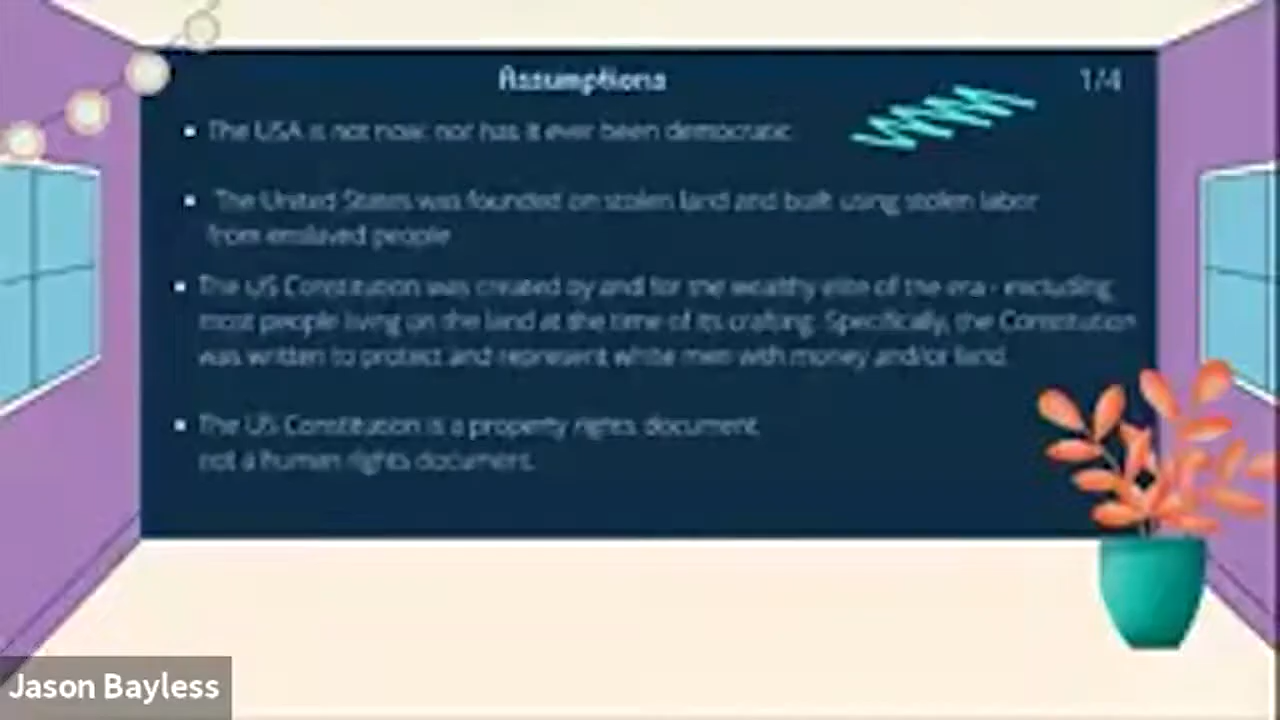 Assumptions
1/4
The USA is not now, nor has it ever been democratic
The United States was founded on stolen land and built using stolen labor
from enslaved people
The US Constitution was created by and for the wealthy elite of the era - excluding
most people living on the land at the time of its crafting. Specifically, the Constitution
was written to protect and represent white men with money and/or land.
The US Constitution is a property rights document,
not a human rights document.
Jason Bayless